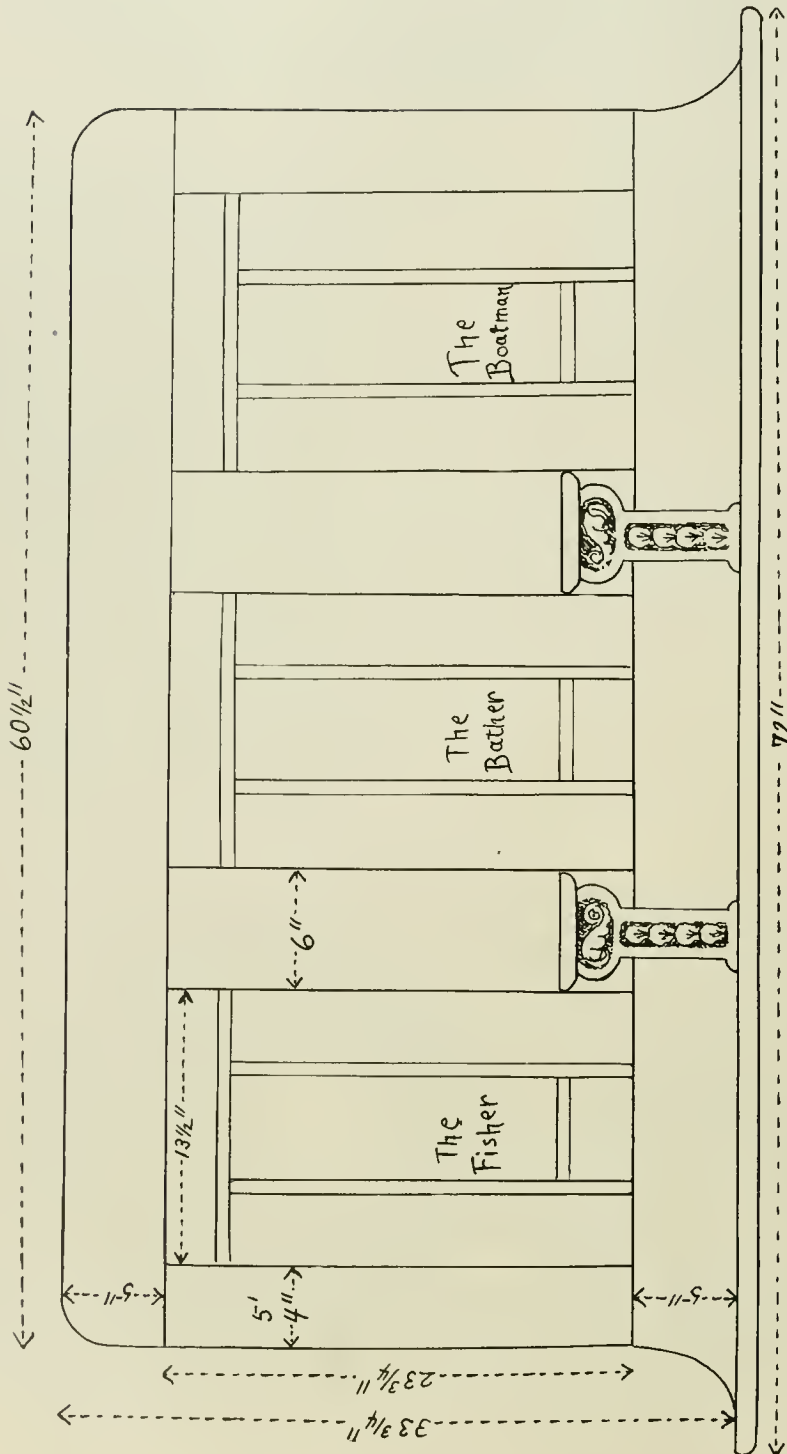 60½"
33¾"
23¾"
5"
5'
4"
13½"
6"
The
Fisher
The
Bather
The
Boatman
5"
72"